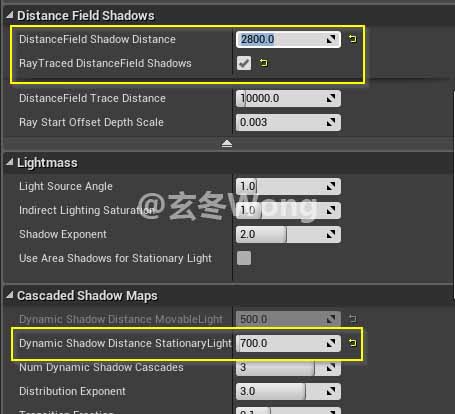 Distance Field Shadows
DistanceField Shadow Distance 2800.0
RayTraced DistanceField Shadows
DistanceField Trace Distance 10000.0
Ray Start Offset Depth Scale 0.003
Lightmass
Light Source Angle 1.0
@玄冬Wong
Indirect Lighting Saturation 1.0
Shadow Exponent 2.0
Use Area Shadows for Stationary Light
Cascaded Shadow Maps
Dynamic Shadow Distance MovableLight 500.0
Dynamic Shadow Distance StationaryLight 700.0
Num Dynamic Shadow Cascades 3
Distribution Exponent 3.0
Transition Fraction 0.1